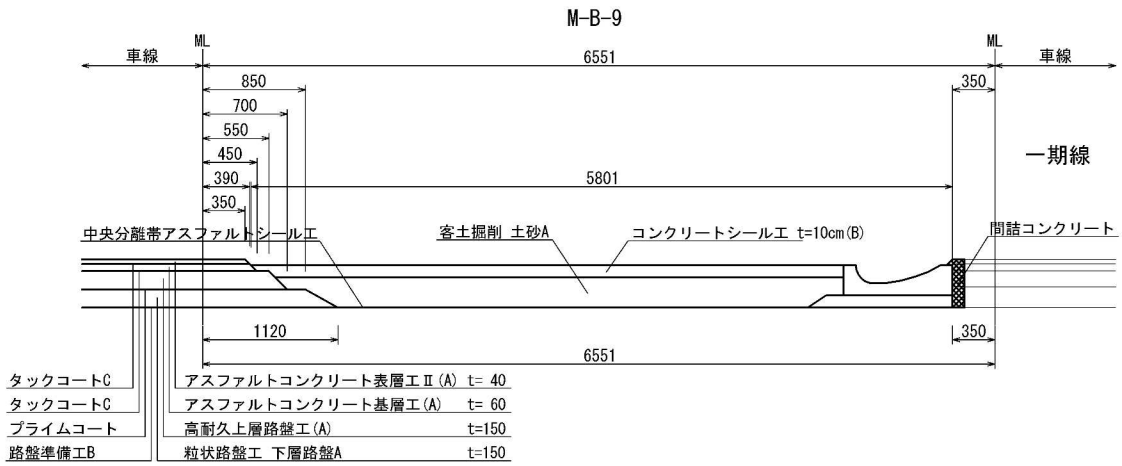 M-B-9
ML
ML
車線
6551
車線
850
350
700
550
450
一期線
390
5801
350
中央分離帯アスファルトシール工
客土掘削 土砂A
コンクリートシール工 t=10cm(B)
間詰コンクリート
1120
350
6551
タックコートC
アスファルトコンクリート表層工Ⅱ(A) t= 40
タックコートC
アスファルトコンクリート基層工(A) t= 60
プライムコート
高耐久上層路盤工(A) t=150
路盤準備工B
粒状路盤工 下層路盤A t=150